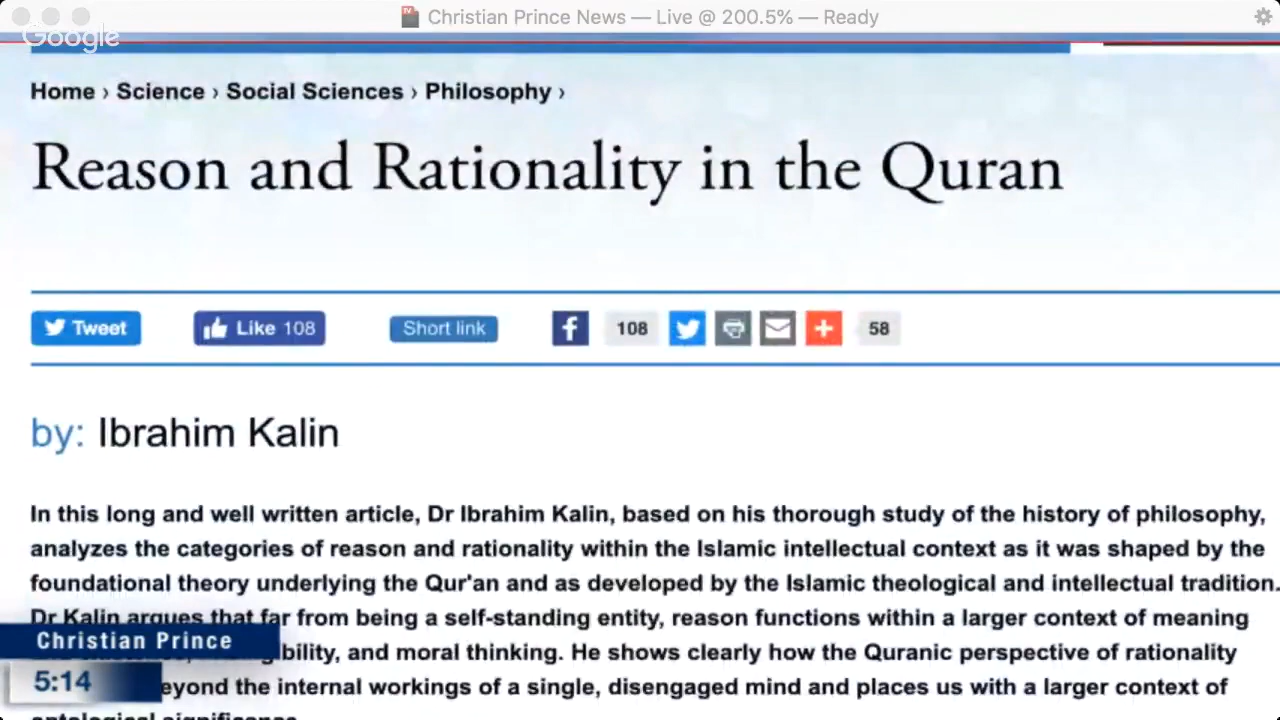 Christian Prince News — Live @ 200.5% — Ready
Google
Home › Science › Social Sciences › Philosophy ›
Reason and Rationality in the Quran
Tweet Like 108 Short link 108 58
by: Ibrahim Kalin
In this long and well written article, Dr Ibrahim Kalin, based on his thorough study of the history of philosophy,
analyzes the categories of reason and rationality within the Islamic intellectual context as it was shaped by the
foundational theory underlying the Qur'an and as developed by the Islamic theological and intellectual tradition.
Dr Kalin argues that far from being a self-standing entity, reason functions within a larger context of meaning
bility, and moral thinking. He shows clearly how the Quranic perspective of rationality
eyond the internal workings of a single, disengaged mind and places us with a larger context of
ontological significance.
Christian Prince
5:14